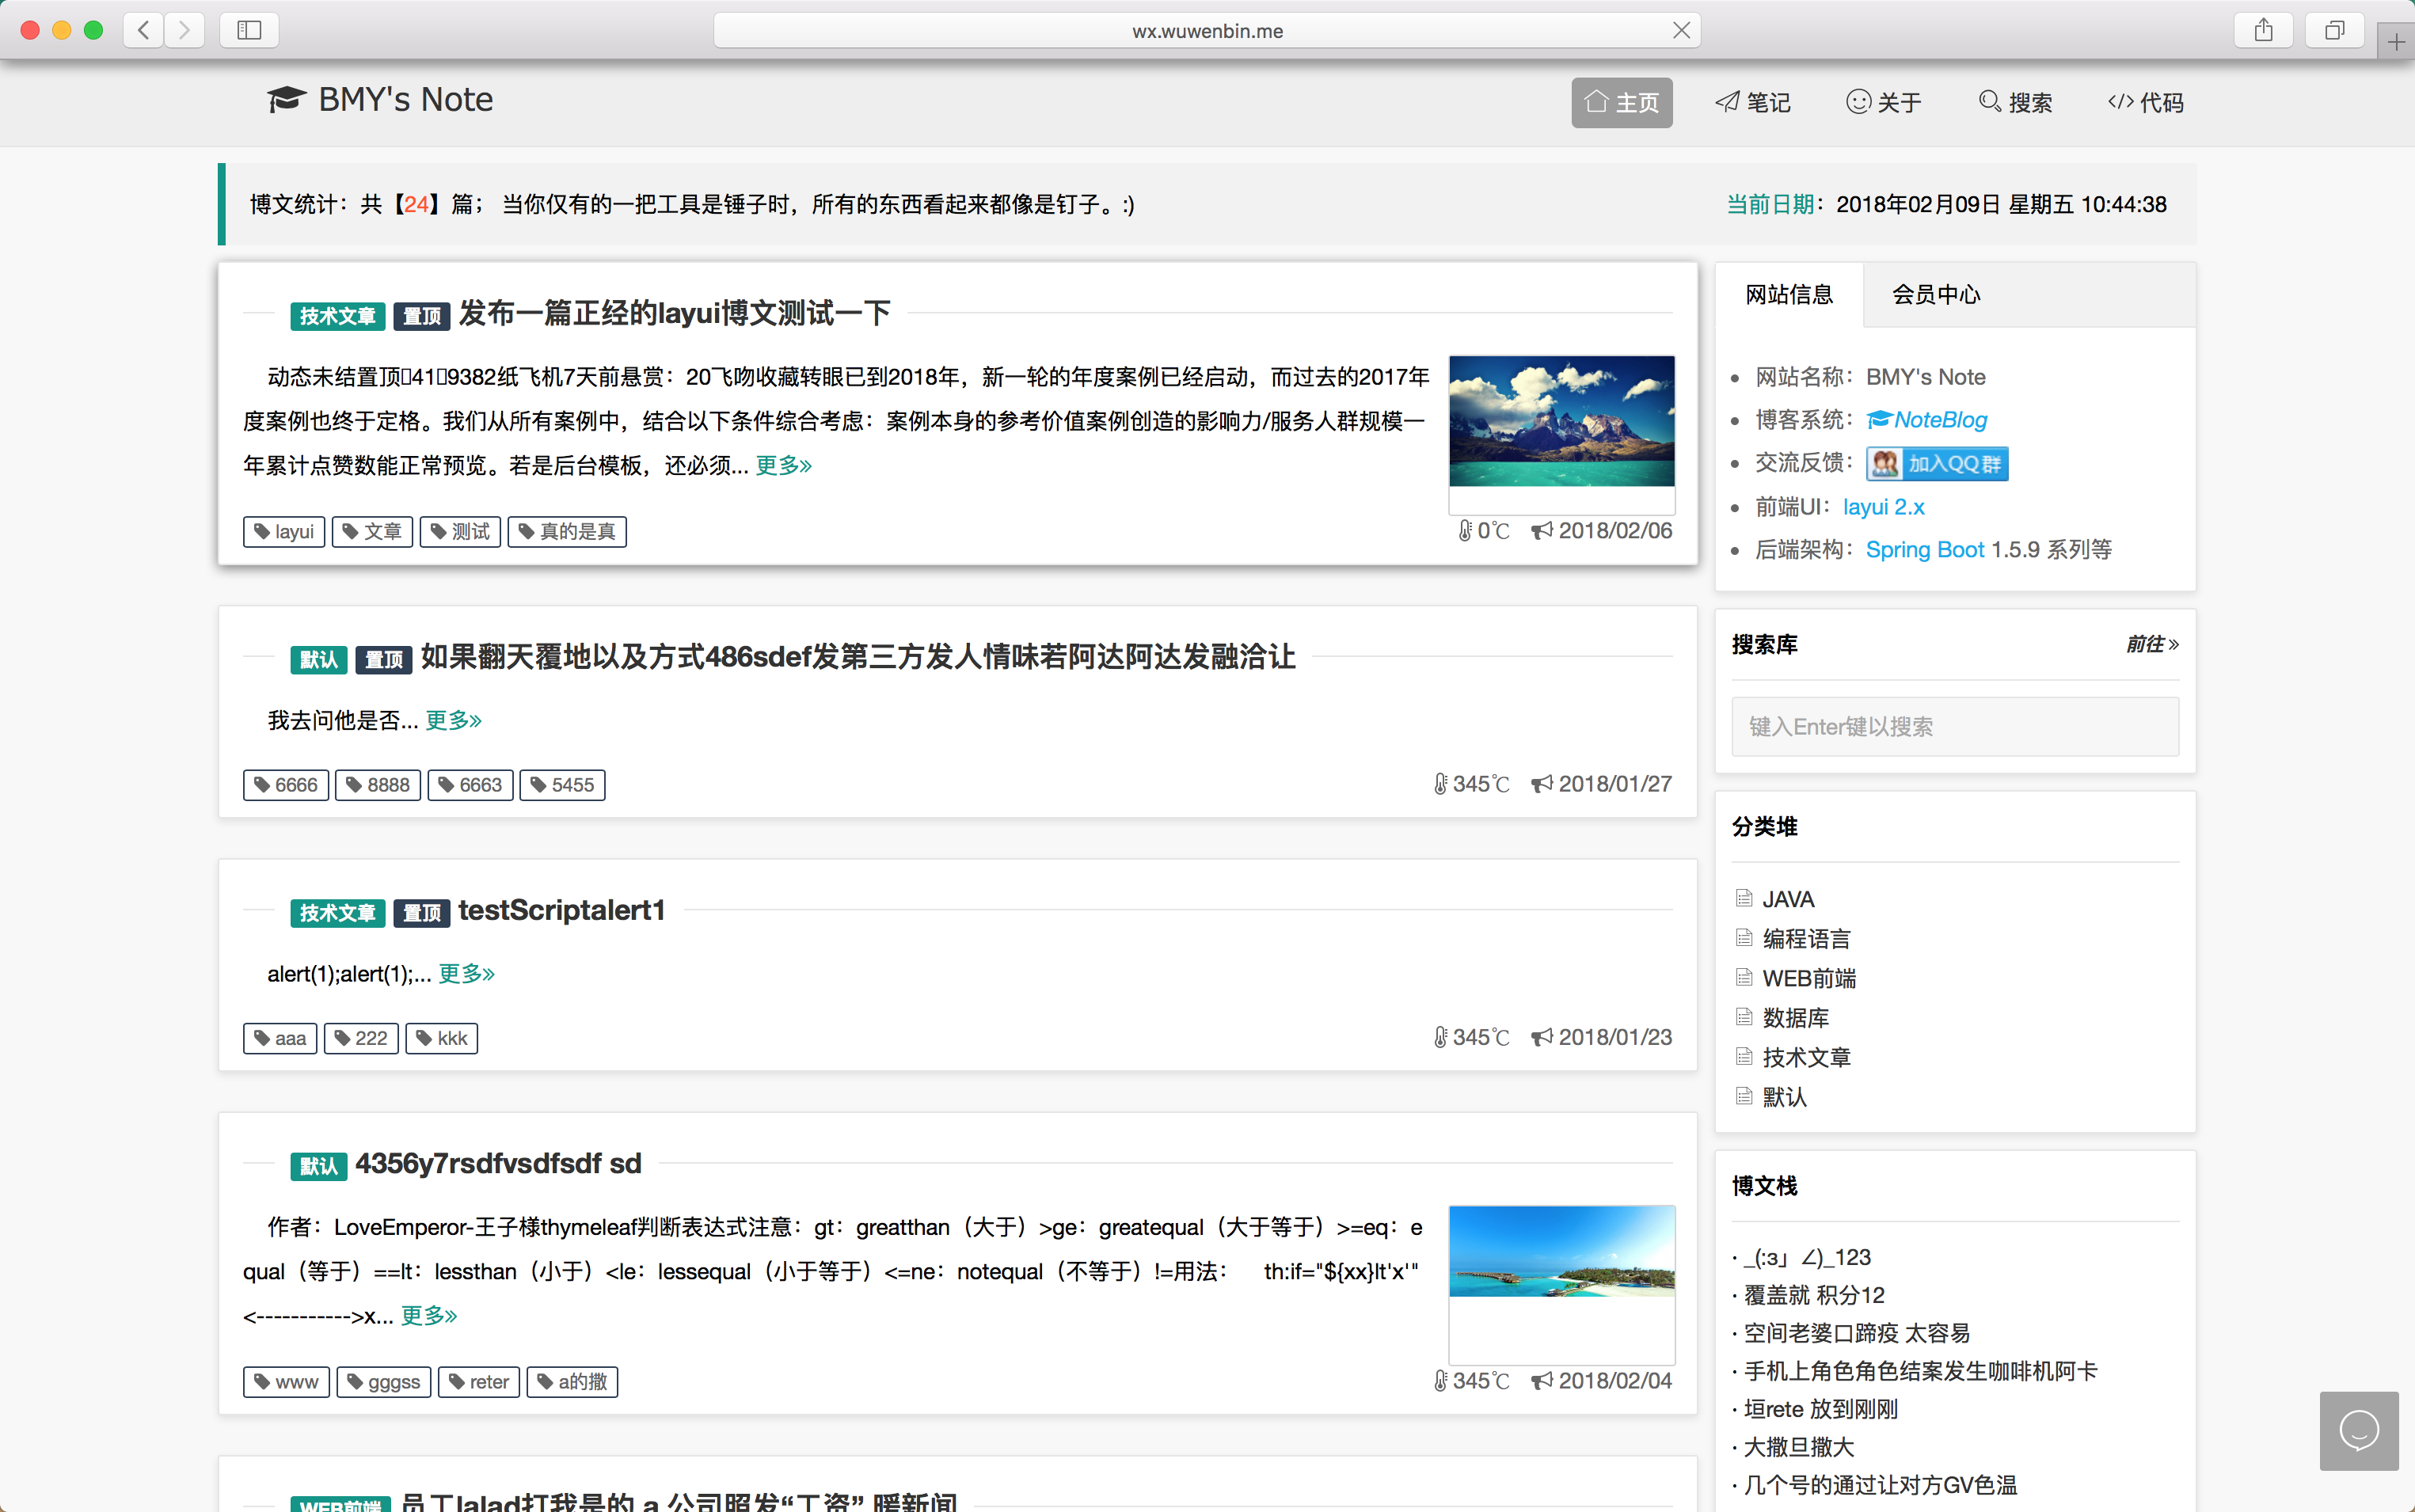 wx.wuwenbin.me
BMY's Note
主页 笔记 关于 搜索 </> 代码
博文统计：共【24】篇； 当你仅有的一把工具是锤子时，所有的东西看起来都像是钉子。:)
当前日期：2018年02月09日 星期五 10:44:38
技术文章 置顶 发布一篇正经的layui博文测试一下
动态未结置顶▯41▯9382纸飞机7天前悬赏：20飞吻收藏转眼已到2018年，新一轮的年度案例已经启动，而过去的2017年
度案例也终于定格。我们从所有案例中，结合以下条件综合考虑：案例本身的参考价值案例创造的影响力/服务人群规模一
年累计点赞数能正常预览。若是后台模板，还必须... 更多»
layui 文章 测试 真的是真
0℃ 2018/02/06
默认 置顶 如果翻天覆地以及方式486sdef发第三方发人情味若阿达阿达发融洽让
我去问他是否... 更多»
6666 8888 6663 5455
345℃ 2018/01/27
技术文章 置顶 testScriptalert1
alert(1);alert(1);... 更多»
aaa 222 kkk
345℃ 2018/01/23
默认 4356y7rsdfvsdfsdf sd
作者：LoveEmperor-王子様thymeleaf判断表达式注意：gt：greatthan（大于）>ge：greatequal（大于等于）>=eq：e
qual（等于）==lt：lessthan（小于）<le：lessequal（小于等于）<=ne：notequal（不等于）!=用法： th:if="${xx}lt'x'"
<----------->x... 更多»
www gggss reter a的撒
345℃ 2018/02/04
WEB前端 员工lalad打我是的 a 公司照发“工资” 暖新闻
网站信息 会员中心
网站名称：BMY's Note
博客系统：NoteBlog
交流反馈：加入QQ群
前端UI：layui 2.x
后端架构：Spring Boot 1.5.9 系列等
搜索库 前往»
键入Enter键以搜索
分类堆
JAVA
编程语言
WEB前端
数据库
技术文章
默认
博文栈
· _(:з」∠)_123
· 覆盖就 积分12
· 空间老婆口蹄疫 太容易
· 手机上角色角色结案发生咖啡机阿卡
· 垣rete 放到刚刚
· 大撒旦撒大
· 几个号的通过让对方GV色温